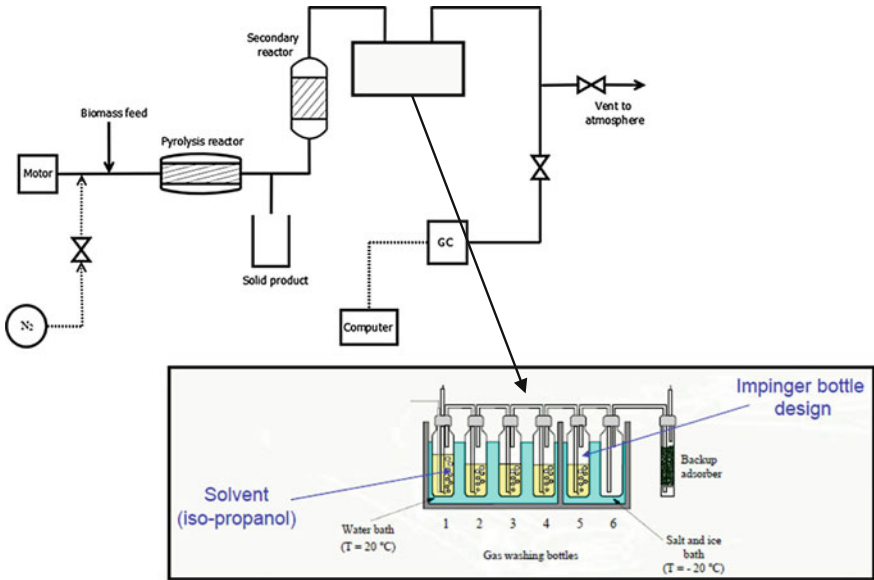 Secondary
reactor
Biomass feed
Pyrolysis reactor
Vent to
atmosphere
Motor
GC
Solid product
N₂
Computer
Impinger bottle
design
Solvent
(iso-propanol)
Backup
adsorber
Water bath
(T = 20 °C)
1 2 3 4 5 6
Gas washing bottles
Salt and ice
bath
(T = - 20 °C)